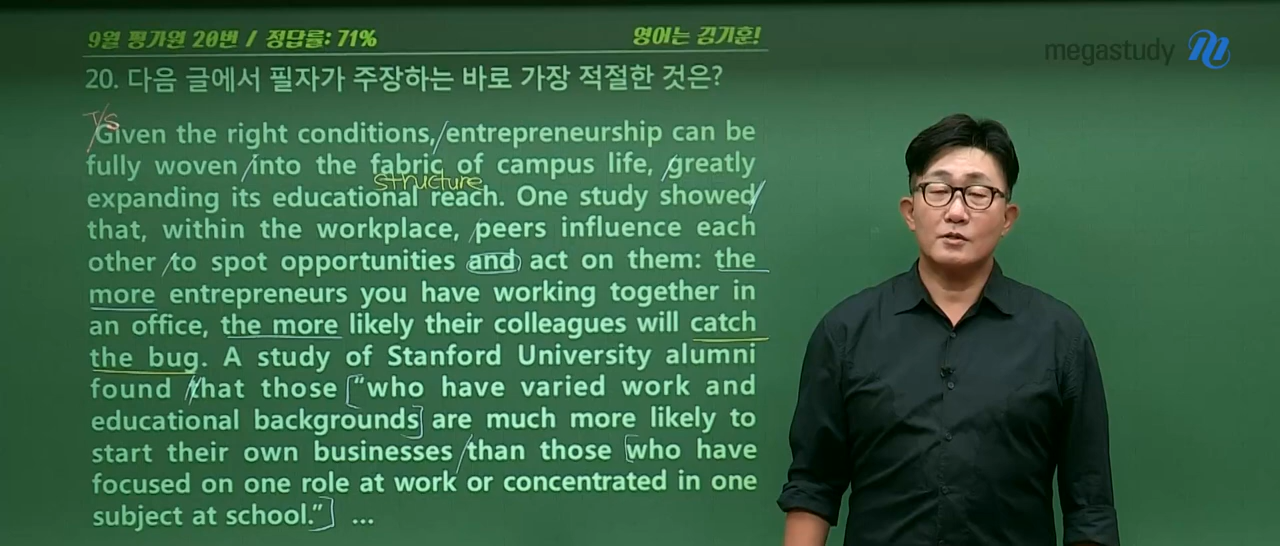 9월 평가원 20번 / 정답률: 71%
영어는 김기훈!
megastudy
20. 다음 글에서 필자가 주장하는 바로 가장 적절한 것은?
T/S
Given the right conditions, entrepreneurship can be
fully woven into the fabric of campus life, greatly
structure
expanding its educational reach. One study showed
that, within the workplace, peers influence each
other to spot opportunities and act on them: the
more entrepreneurs you have working together in
an office, the more likely their colleagues will catch
the bug. A study of Stanford University alumni
found that those “who have varied work and
educational backgrounds are much more likely to
start their own businesses than those who have
focused on one role at work or concentrated in one
subject at school.” ...